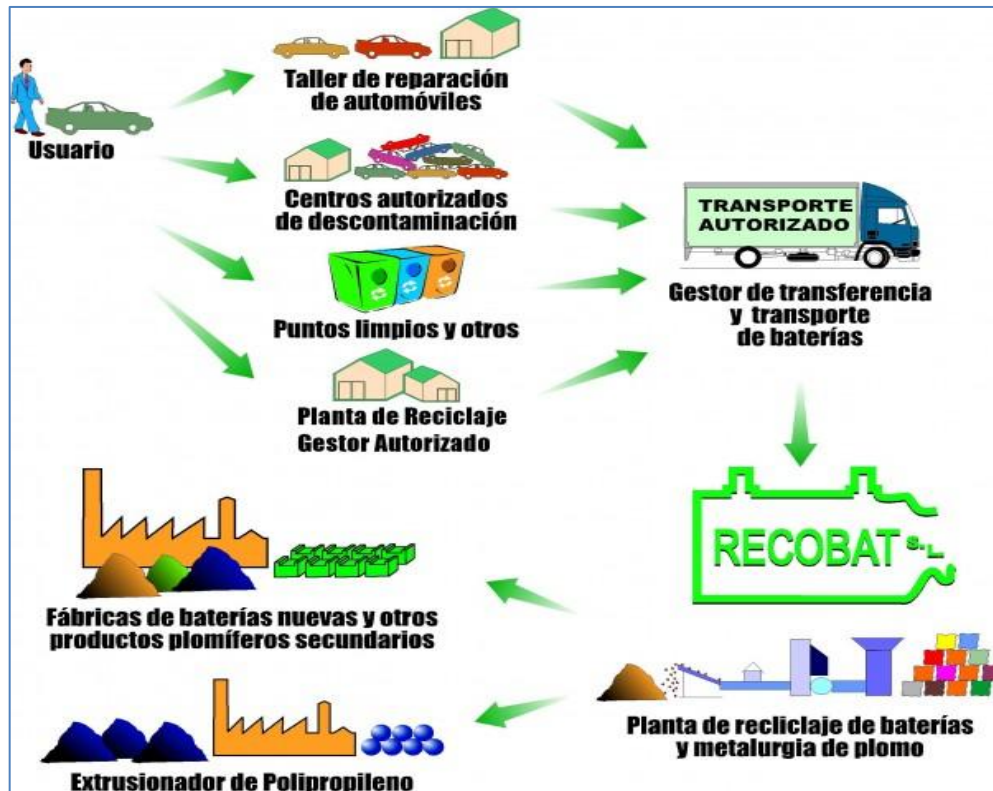 Taller de reparación
de automóviles
Usuario
Centros autorizados
de descontaminación
TRANSPORTE
AUTORIZADO
Puntos limpios y otros
Gestor de transferencia
y transporte
de baterías
Planta de Reciclaje
Gestor Autorizado
RECOBAT S.L
Fábricas de baterías nuevas y otros
productos plomíferos secundarios
Planta de recliclaje de baterías
y metalurgia de plomo
Extrusionador de Polipropileno